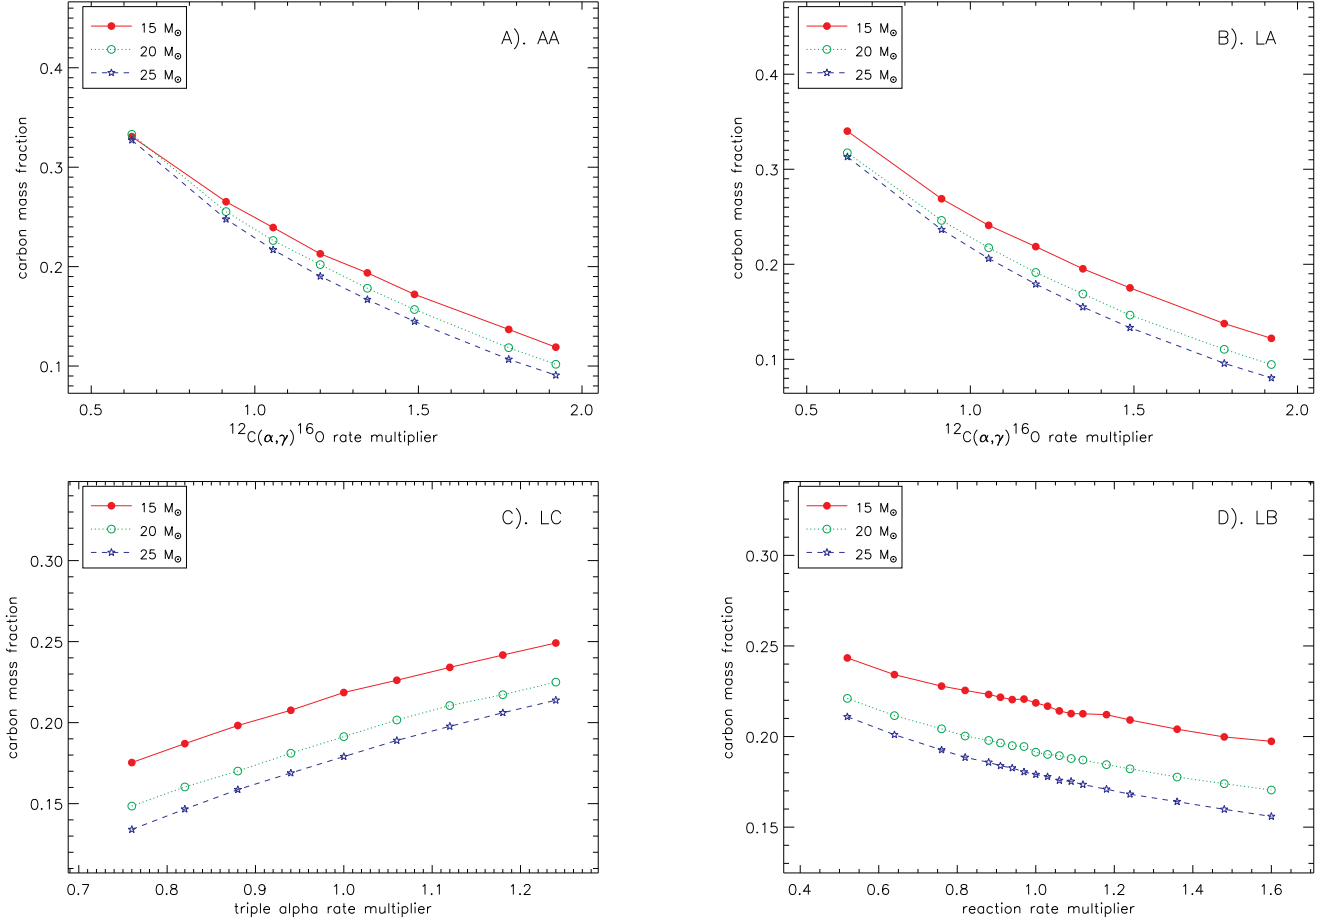 15 M⊙
20 M⊙
25 M⊙
A). AA
0.4
0.3
0.2
0.1
carbon mass fraction
0.5 1.0 1.5 2.0
¹²C(α,γ)¹⁶O rate multiplier
15 M⊙
20 M⊙
25 M⊙
B). LA
0.4
0.3
0.2
0.1
carbon mass fraction
0.5 1.0 1.5 2.0
¹²C(α,γ)¹⁶O rate multiplier
15 M⊙
20 M⊙
25 M⊙
C). LC
0.30
0.25
0.20
0.15
carbon mass fraction
0.7 0.8 0.9 1.0 1.1 1.2
triple alpha rate multiplier
15 M⊙
20 M⊙
25 M⊙
D). LB
0.30
0.25
0.20
0.15
carbon mass fraction
0.4 0.6 0.8 1.0 1.2 1.4 1.6
reaction rate multiplier